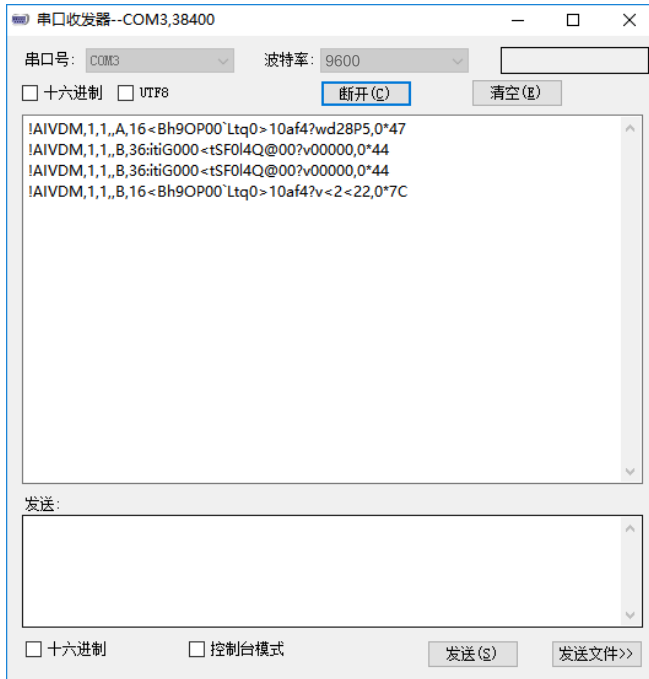 串口收发器--COM3,38400
串口号: COM3 波特率: 9600
十六进制 UTF8 断开(C) 清空(E)
!AIVDM,1,1,,A,16<Bh9OP00`Ltq0>10af4?wd28P5,0*47
!AIVDM,1,1,,B,36:itiG000<tSF0l4Q@00?v00000,0*44
!AIVDM,1,1,,B,36:itiG000<tSF0l4Q@00?v00000,0*44
!AIVDM,1,1,,B,16<Bh9OP00`Ltq0>10af4?v<2<22,0*7C
发送:
十六进制 控制台模式 发送(S) 发送文件>>